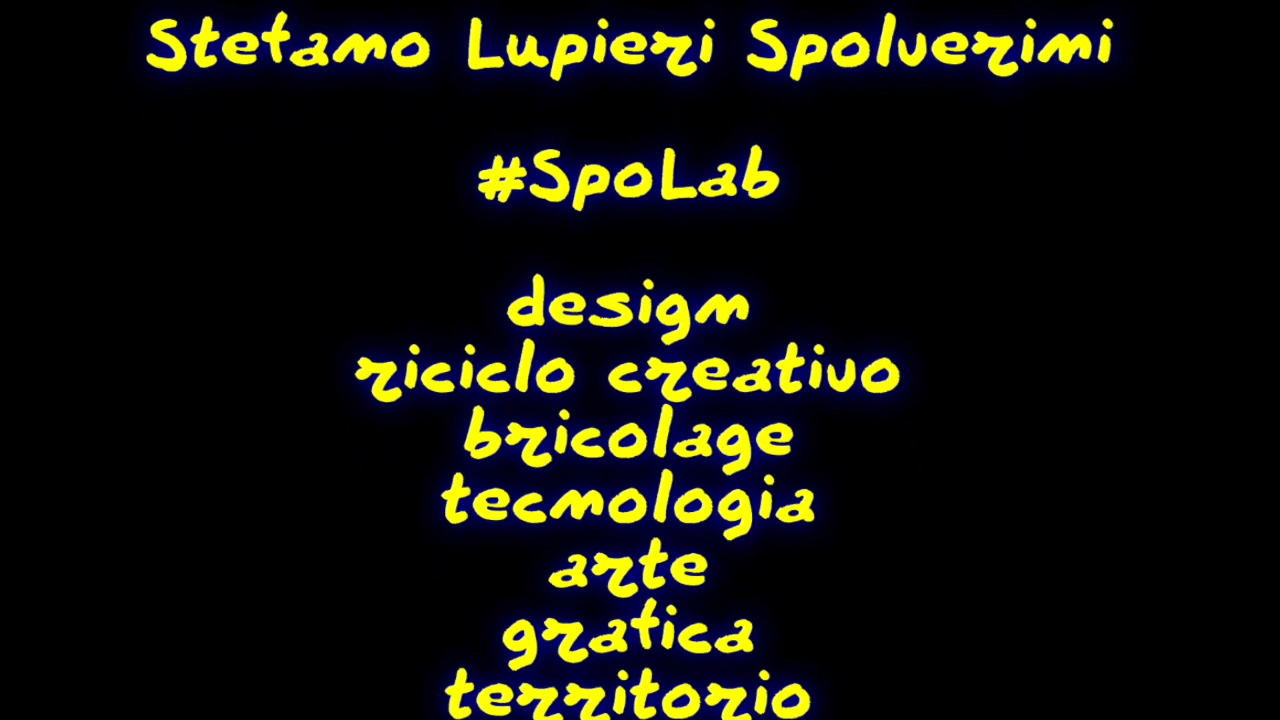 Stefano Lupieri Spolverini
#SpoLab
design
riciclo creativo
bricolage
tecnologia
arte
grafica
territorio